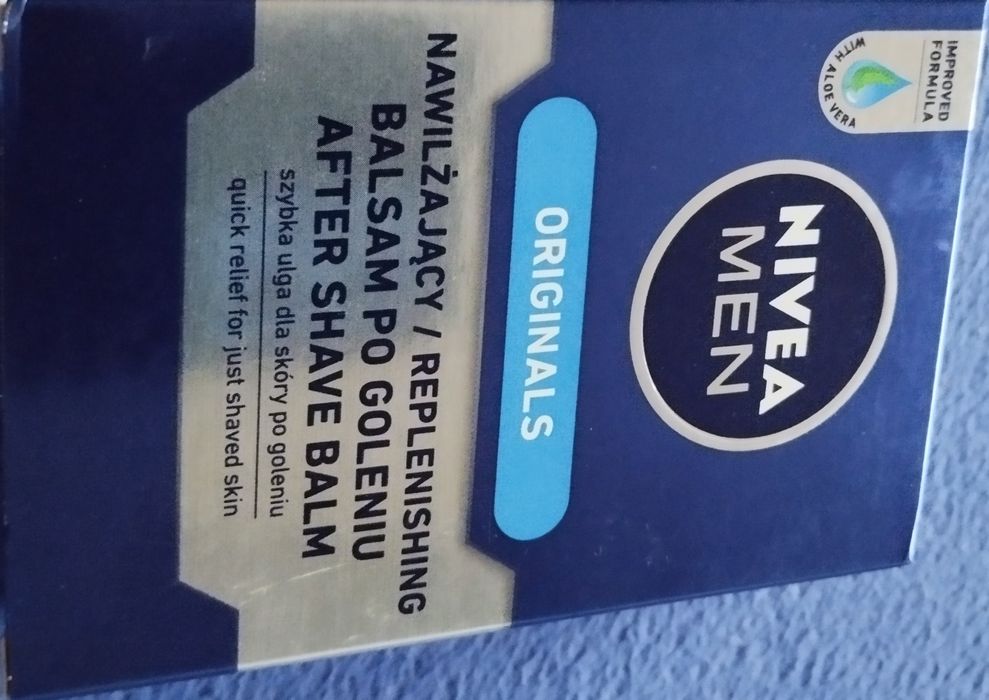 IMPROVED
FORMULA
WITH ALOE VERA
NIVEA
MEN
ORIGINALS
NAWILŻAJĄCY / REPLENISHING
BALSAM PO GOLENIU
AFTER SHAVE BALM
szybka ulga dla skóry po goleniu
quick relief for just shaved skin